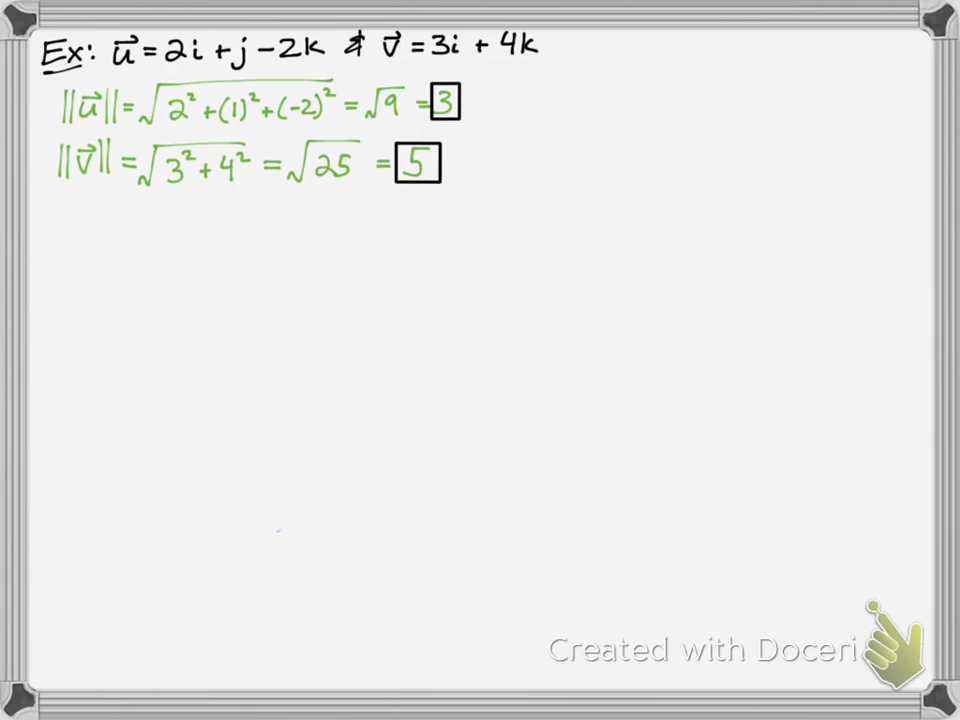 Ex: u⃗ = 2i + j - 2k & v⃗ = 3i + 4k
||u⃗|| = √(2² + (1)² + (-2)²) = √9 = 3
||v⃗|| = √(3² + 4²) = √25 = 5
Created with Doceri